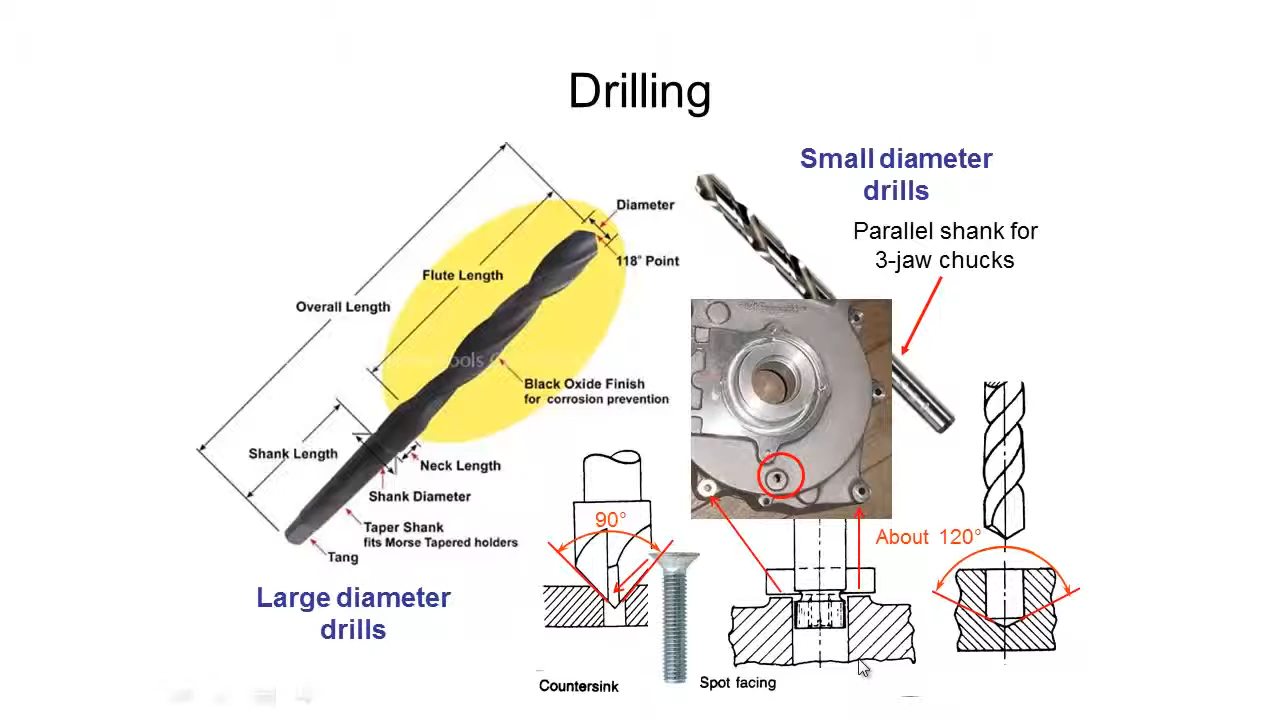 Drilling
Small diameter
drills
Parallel shank for
3-jaw chucks
Diameter
118° Point
Flute Length
Overall Length
Black Oxide Finish
for corrosion prevention
Shank Length
Neck Length
Shank Diameter
Taper Shank
fits Morse Tapered holders
Tang
Large diameter
drills
90°
About 120°
Countersink
Spot facing